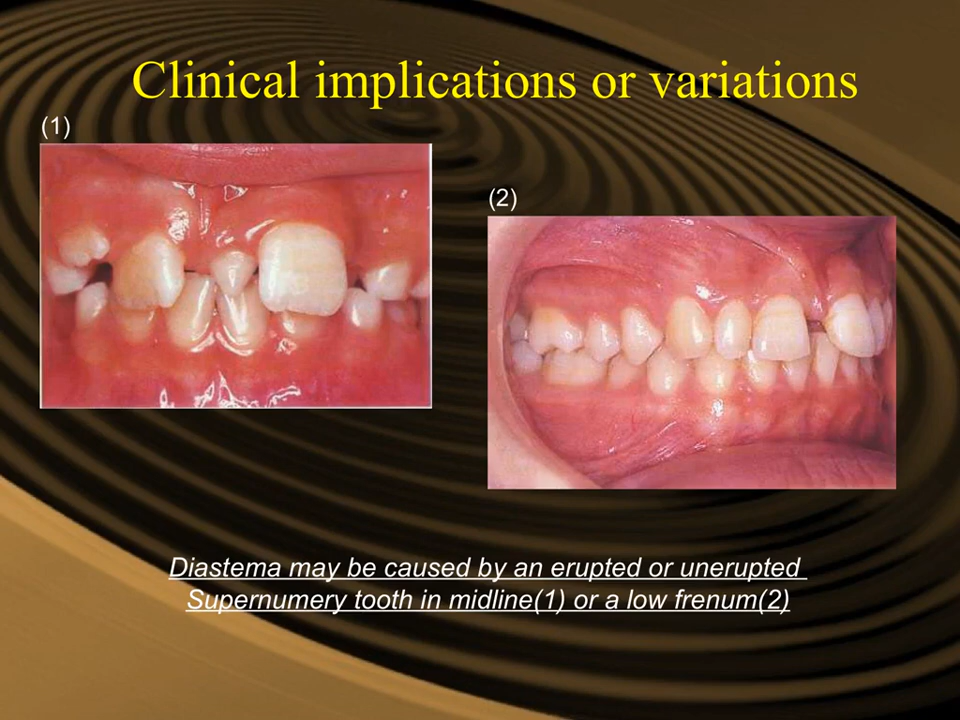 Clinical implications or variations
(1)
(2)
Diastema may be caused by an erupted or unerupted
Supernumery tooth in midline(1) or a low frenum(2)